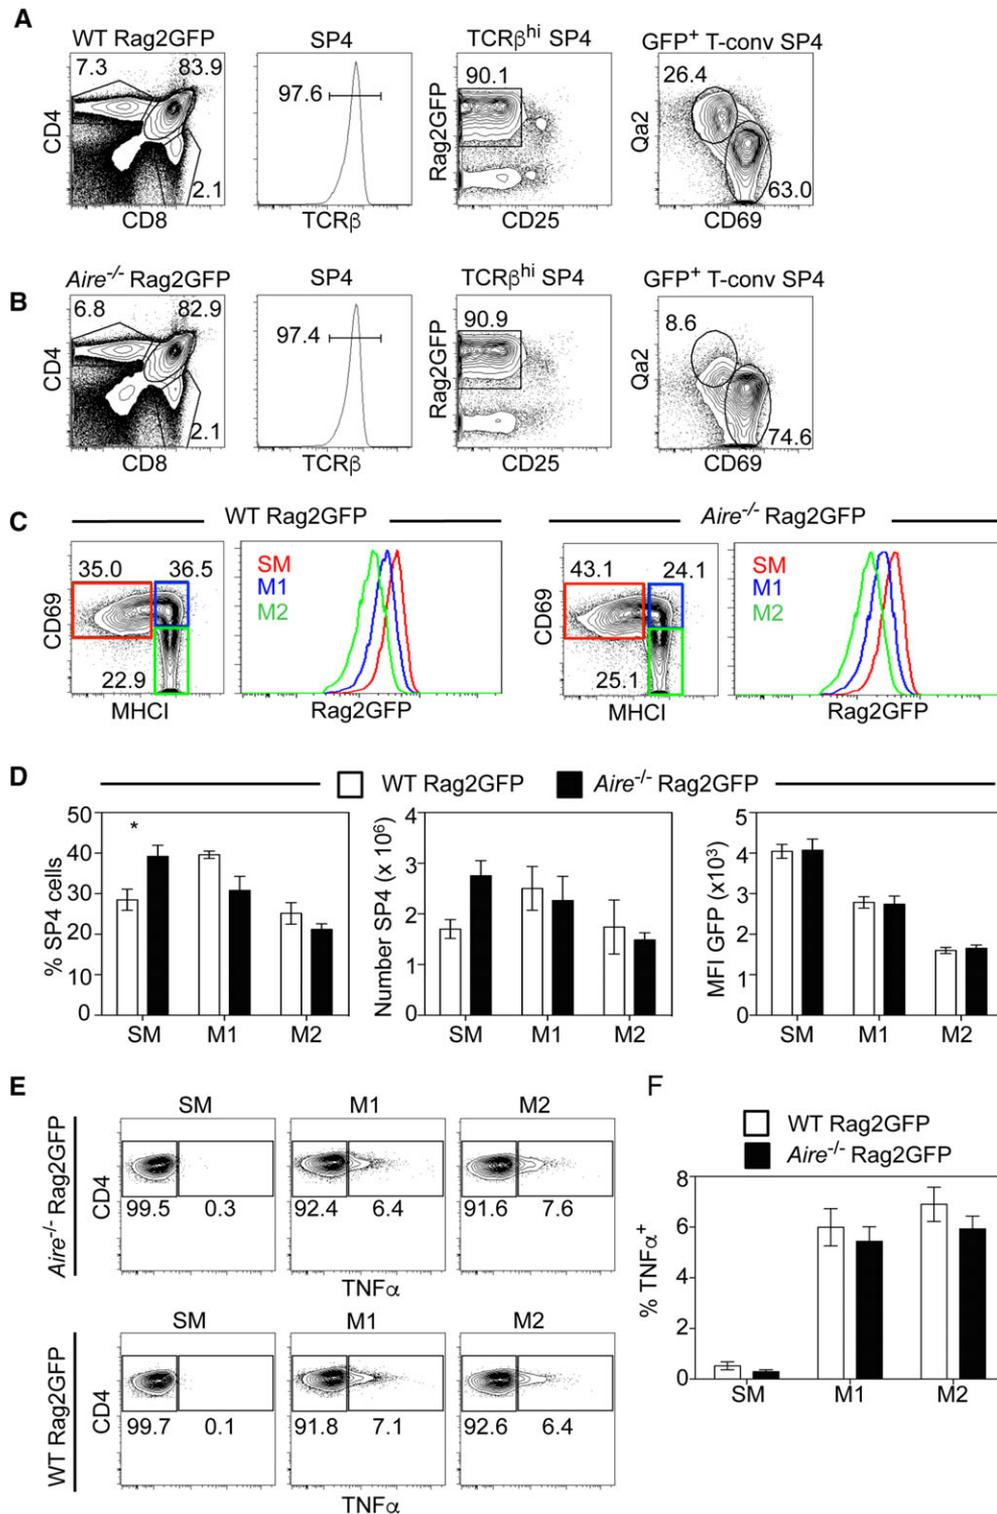 A
WT Rag2GFP
SP4
TCRβhi SP4
GFP+ T-conv SP4
7.3
83.9
2.1
CD4
CD8
97.6
TCRβ
90.1
Rag2GFP
CD25
26.4
63.0
Qa2
CD69
B
Aire-/- Rag2GFP
SP4
TCRβhi SP4
GFP+ T-conv SP4
6.8
82.9
2.1
CD4
CD8
97.4
TCRβ
90.9
Rag2GFP
CD25
8.6
74.6
Qa2
CD69
C
WT Rag2GFP
Aire-/- Rag2GFP
35.0
36.5
22.9
CD69
MHCI
SM
M1
M2
Rag2GFP
43.1
24.1
25.1
CD69
MHCI
SM
M1
M2
Rag2GFP
D
WT Rag2GFP
Aire-/- Rag2GFP
% SP4 cells
50
40
30
20
10
0
*
SM M1 M2
Number SP4 (x 10⁶)
4
3
2
1
0
SM M1 M2
MFI GFP (x10³)
5
4
3
2
1
0
SM M1 M2
E
Aire-/- Rag2GFP
SM
M1
M2
CD4
99.5 0.3
92.4 6.4
91.6 7.6
TNFα
WT Rag2GFP
SM
M1
M2
CD4
99.7 0.1
91.8 7.1
92.6 6.4
TNFα
F
WT Rag2GFP
Aire-/- Rag2GFP
% TNFα+
8
6
4
2
0
SM M1 M2